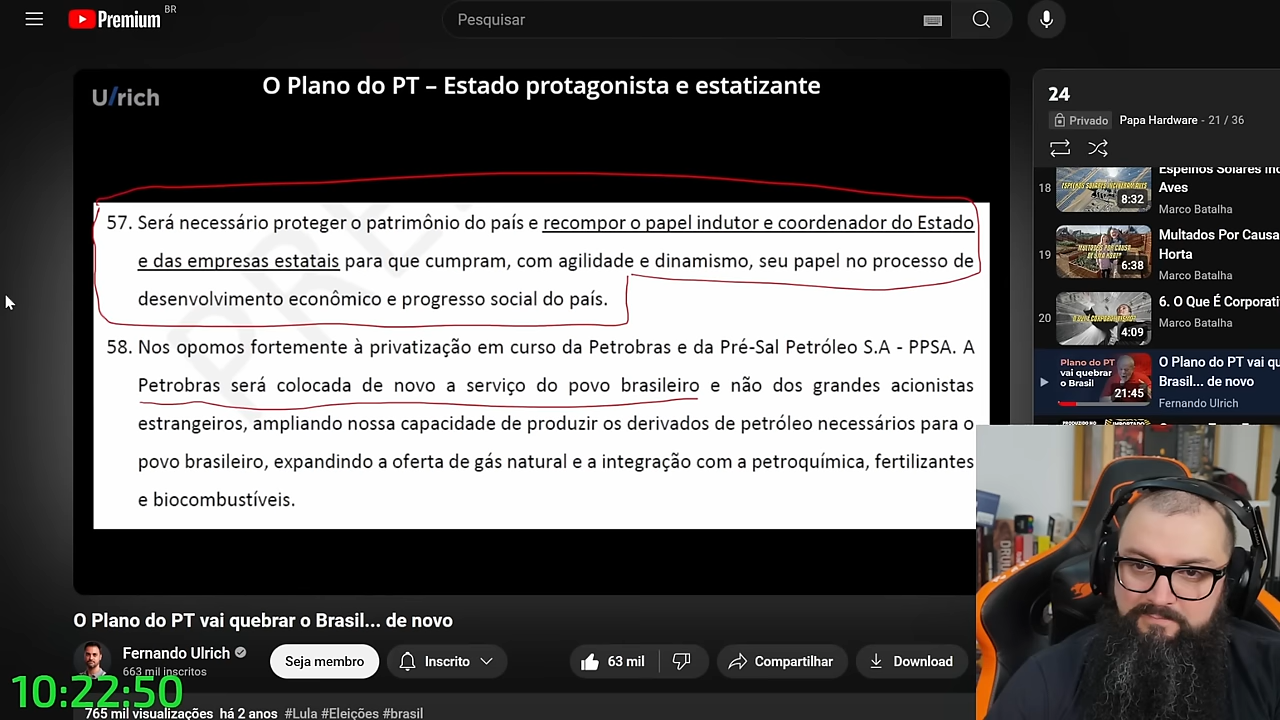 Premium
BR
Pesquisar
U/rich
O Plano do PT – Estado protagonista e estatizante
57. Será necessário proteger o patrimônio do país e recompor o papel indutor e coordenador do Estado
e das empresas estatais para que cumpram, com agilidade e dinamismo, seu papel no processo de
desenvolvimento econômico e progresso social do país.
58. Nos opomos fortemente à privatização em curso da Petrobras e da Pré-Sal Petróleo S.A - PPSA. A
Petrobras será colocada de novo a serviço do povo brasileiro e não dos grandes acionistas
estrangeiros, ampliando nossa capacidade de produzir os derivados de petróleo necessários para o
povo brasileiro, expandindo a oferta de gás natural e a integração com a petroquímica, fertilizantes
e biocombustíveis.
O Plano do PT vai quebrar o Brasil... de novo
Fernando Ulrich
663 mil inscritos
Seja membro
Inscrito
63 mil
Compartilhar
Download
10:22:50
765 mil visualizações há 2 anos #Lula #Eleições #brasil
24
Privado Papa Hardware - 21 / 36
18
8:32
Espelhos Solares Inc
Aves
Marco Batalha
19
6:38
Multados Por Causa
Horta
Marco Batalha
20
4:09
6. O Que É Corporati
Marco Batalha
Plano do PT
vai quebrar
o Brasil
21:45
O Plano do PT vai qu
Brasil... de novo
Fernando Ulrich